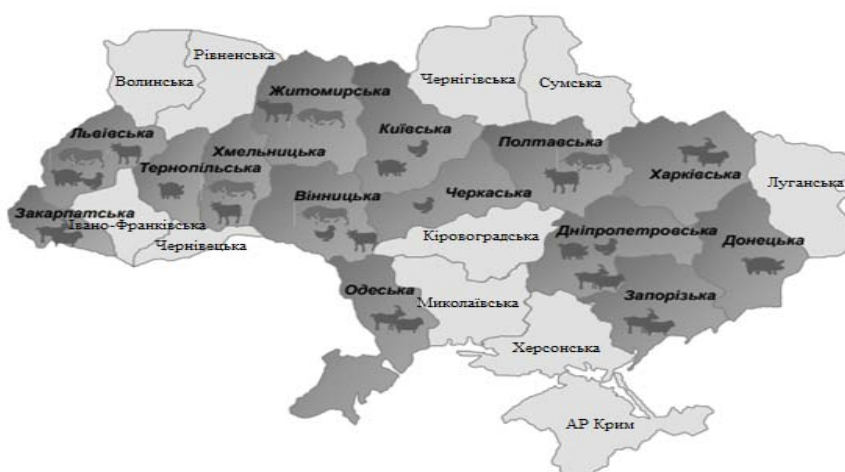 Рівненська
Волинська
Чернігівська
Сумська
Житомирська
Львівська
Київська
Полтавська
Хмельницька
Тернопільська
Харківська
Луганська
Вінницька
Черкаська
Закарпатська
Івано-Франківська
Чернівецька
Кіровоградська
Дніпропетровська
Донецька
Одеська
Миколаївська
Запорізька
Херсонська
АР Крим